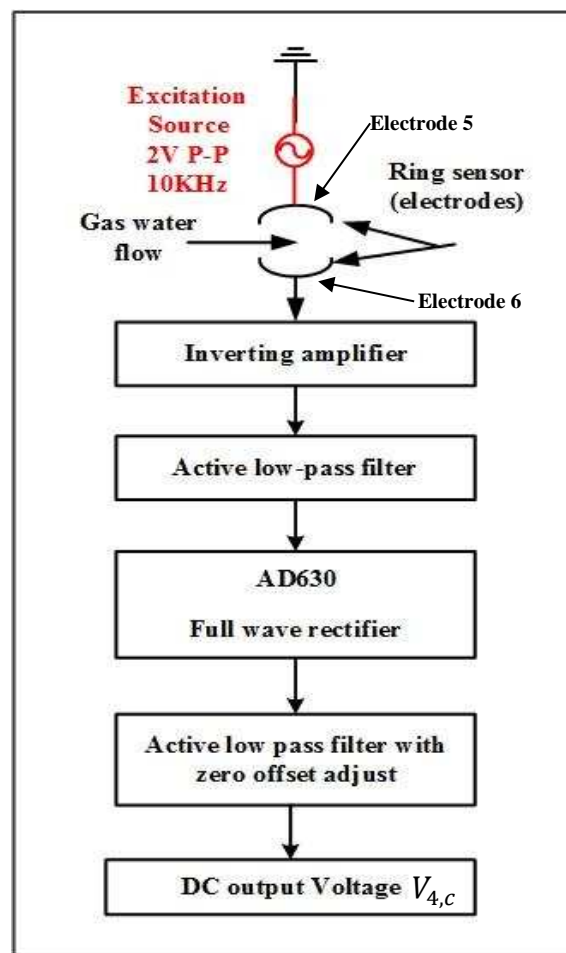 Excitation
Source
2V P-P
10KHz
Electrode 5
Ring sensor
(electrodes)
Gas water
flow
Electrode 6
Inverting amplifier
Active low-pass filter
AD630
Full wave rectifier
Active low pass filter with
zero offset adjust
DC output Voltage V4,c